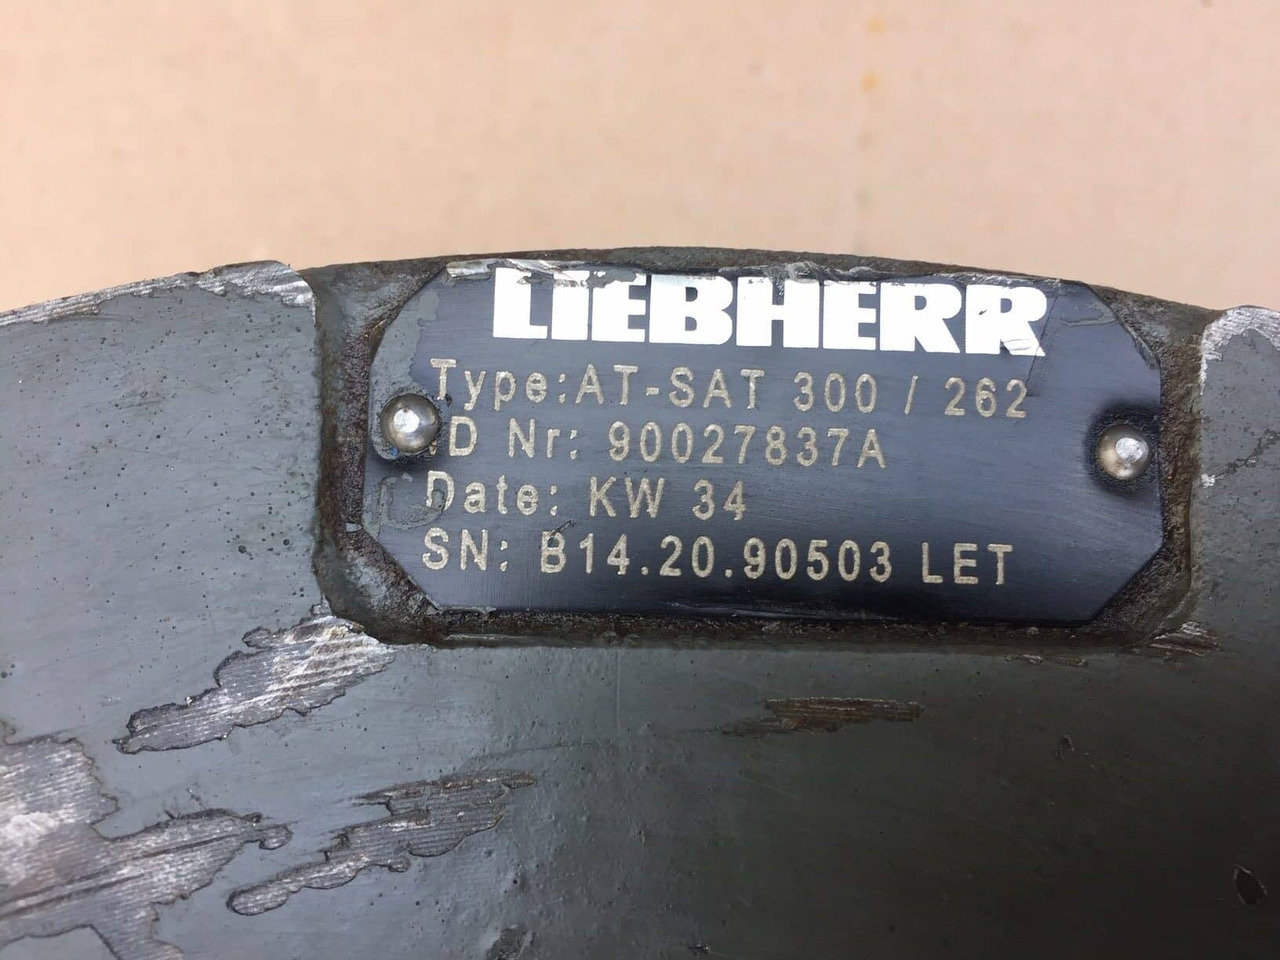 LIEBHERR
Type: AT-SAT 300 / 262
D Nr: 90027837A
Date: KW 34
SN: B14.20.90503 LET